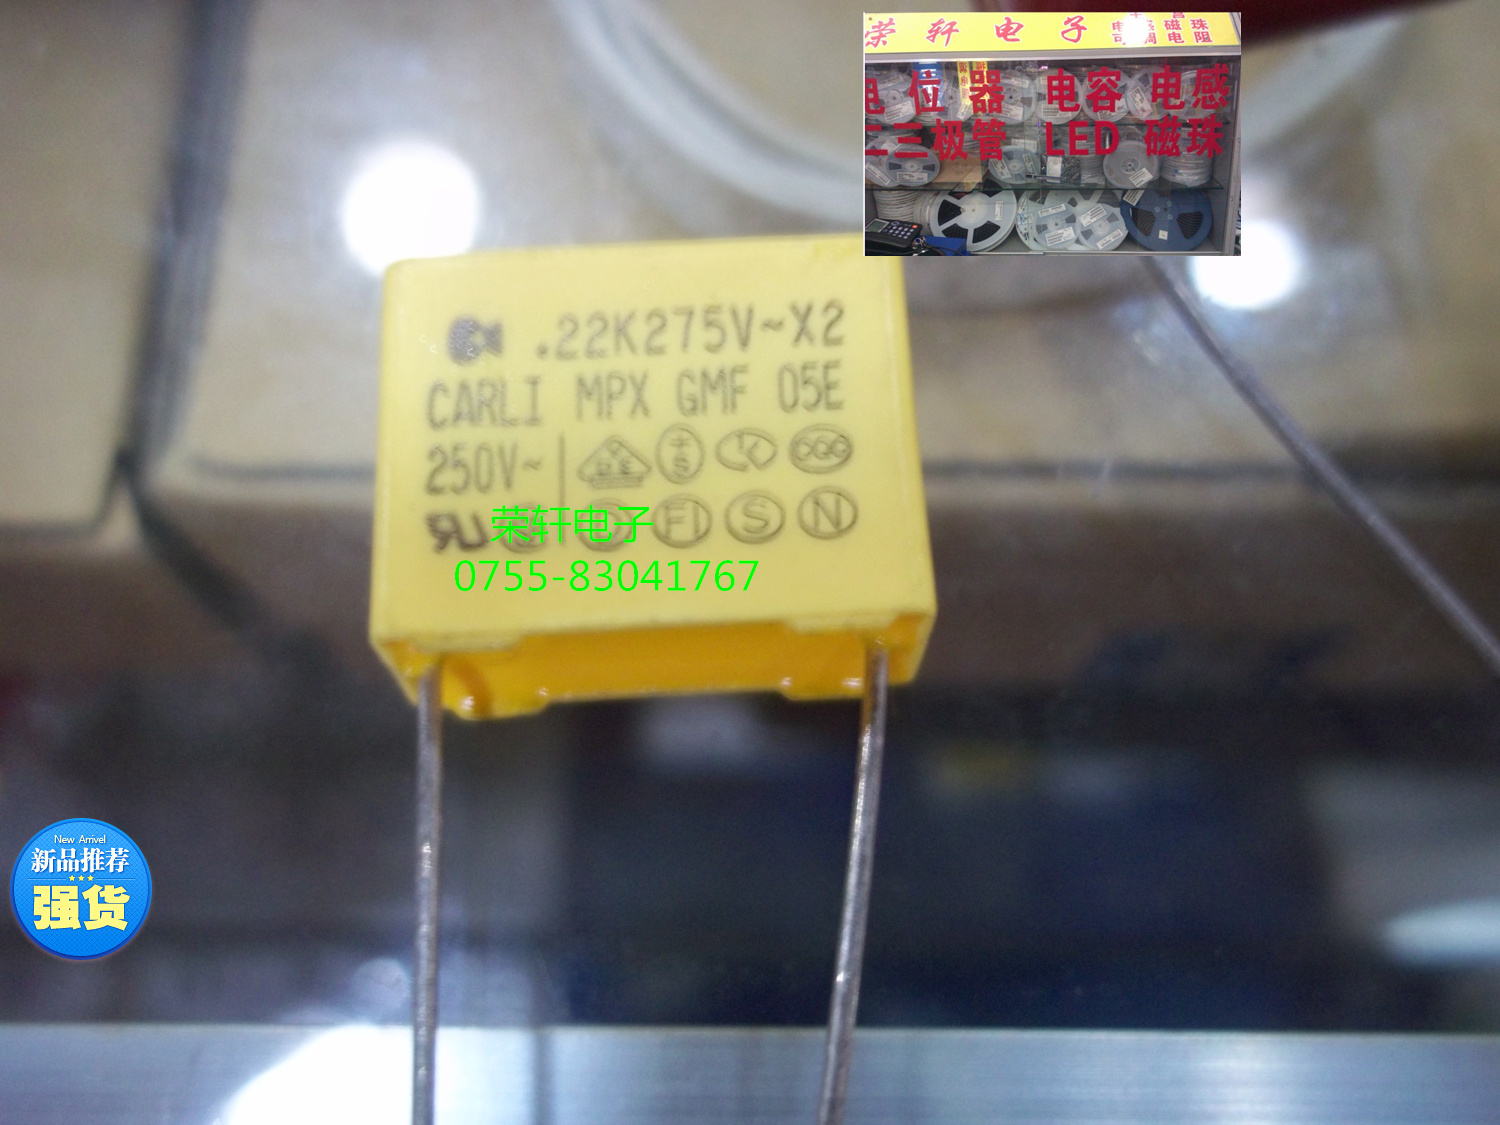 荣轩电子
磁珠
电阻
电位器 电容 电感
二三极管 LED 磁珠
.22K275V~X2
CARLI MPX GMF 05E
250V~
FI S N
荣轩电子
0755-83041767
New Arrivel
新品推荐
强货